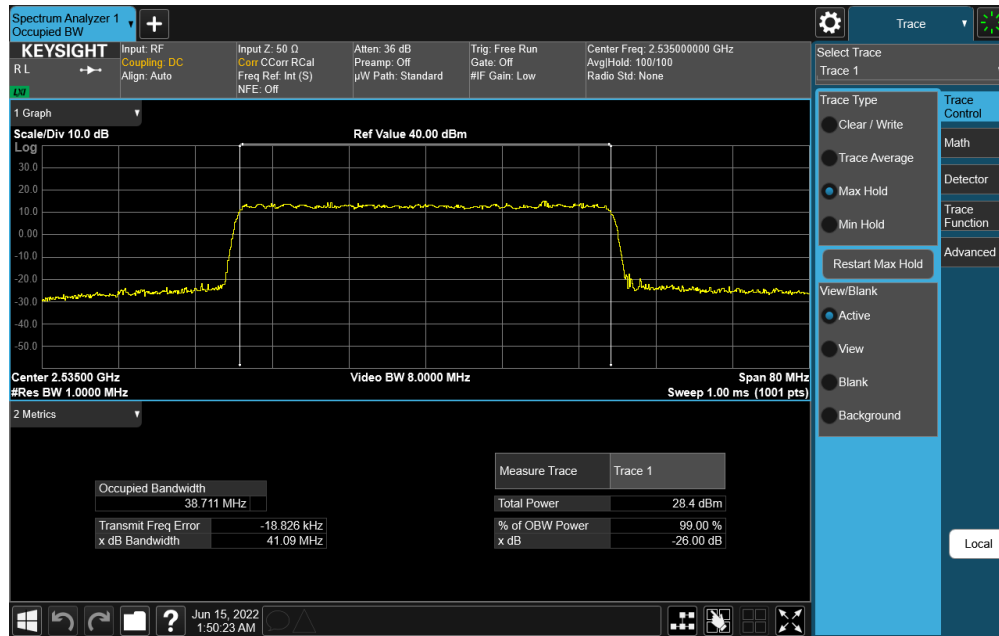 Spectrum Analyzer 1
Occupied BW
+
Trace
KEYSIGHT
R L
LXI
Input: RF
Coupling: DC
Align: Auto
Input Z: 50 Ω
Corr CCorr RCal
Freq Ref: Int (S)
NFE: Off
Atten: 36 dB
Preamp: Off
µW Path: Standard
Trig: Free Run
Gate: Off
#IF Gain: Low
Center Freq: 2.535000000 GHz
Avg|Hold: 100/100
Radio Std: None
Select Trace
Trace 1
1 Graph
Scale/Div 10.0 dB
Ref Value 40.00 dBm
Log
30.0
20.0
10.0
0.00
-10.0
-20.0
-30.0
-40.0
-50.0
Center 2.53500 GHz
Video BW 8.0000 MHz
Span 80 MHz
#Res BW 1.0000 MHz
Sweep 1.00 ms (1001 pts)
2 Metrics
Occupied Bandwidth
38.711 MHz
Transmit Freq Error -18.826 kHz
x dB Bandwidth 41.09 MHz
Measure Trace Trace 1
Total Power 28.4 dBm
% of OBW Power 99.00 %
x dB -26.00 dB
Trace Type
Clear / Write
Trace Average
Max Hold
Min Hold
Restart Max Hold
View/Blank
Active
View
Blank
Background
Trace
Control
Math
Detector
Trace
Function
Advanced
Local
?
Jun 15, 2022
1:50:23 AM